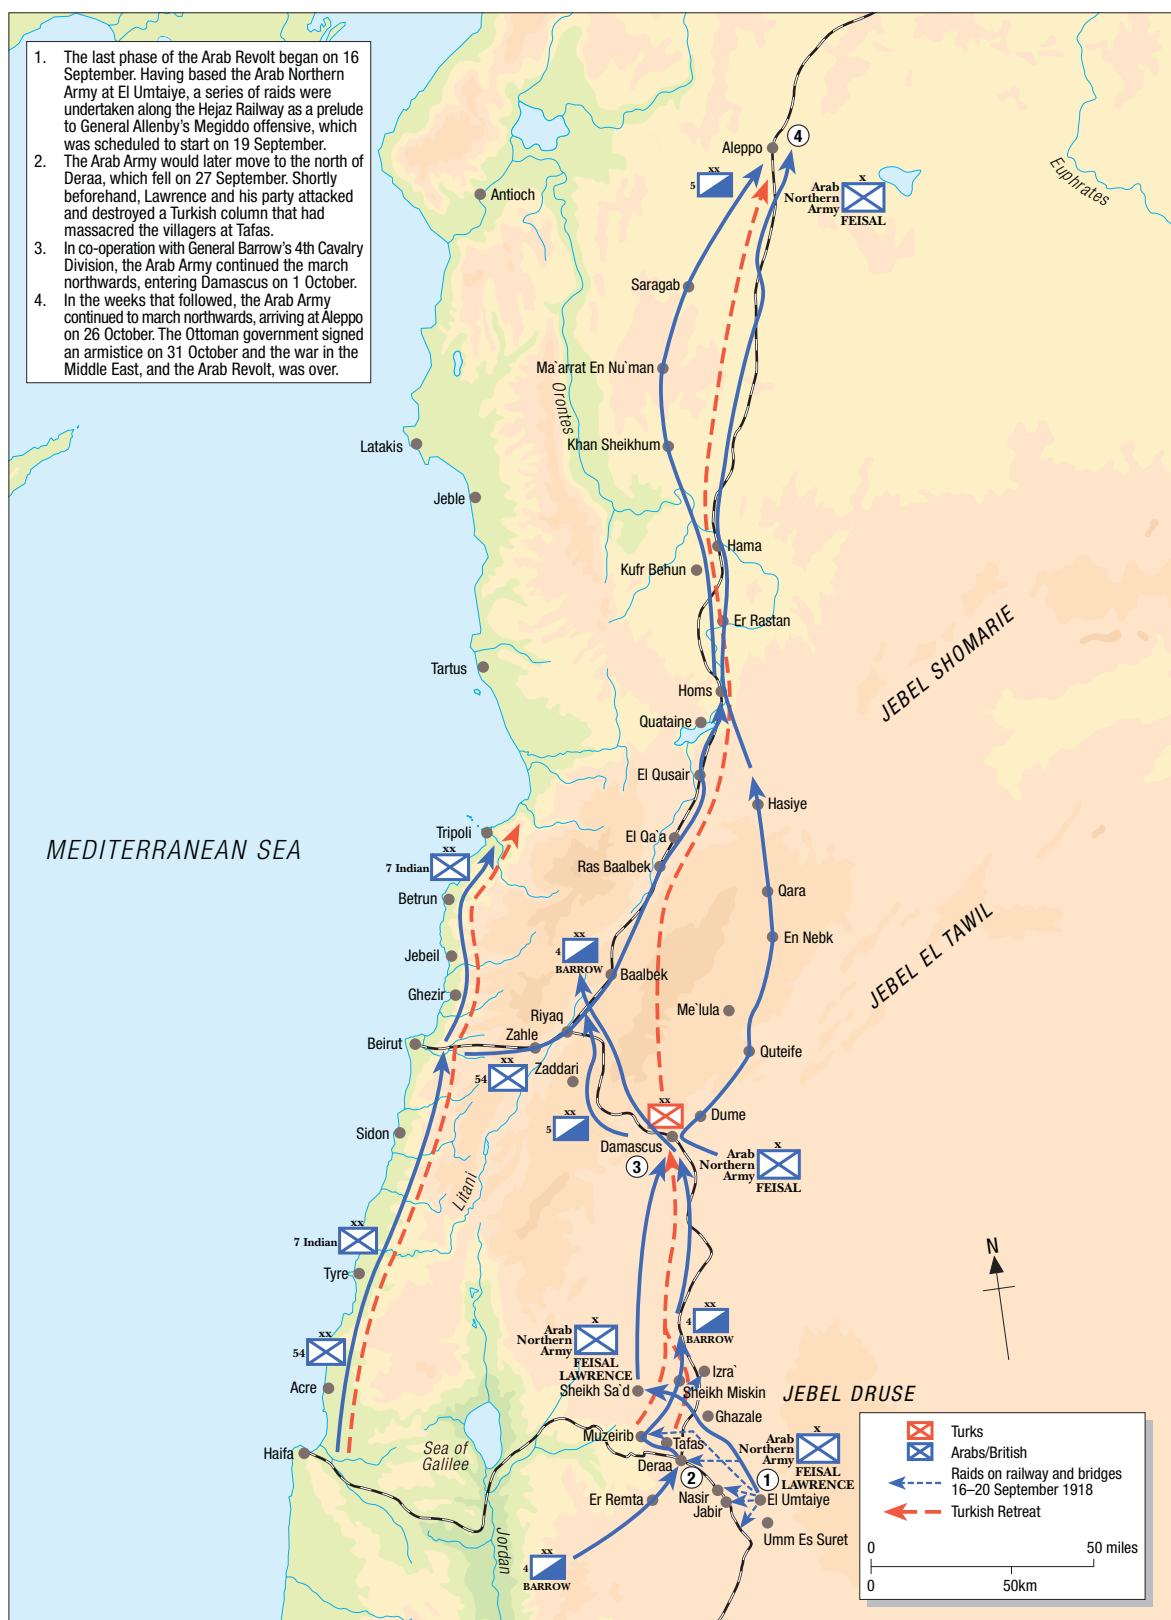 1. The last phase of the Arab Revolt began on 16
September. Having based the Arab Northern
Army at El Umtaiye, a series of raids were
undertaken along the Hejaz Railway as a prelude
to General Allenby's Megiddo offensive, which
was scheduled to start on 19 September.
2. The Arab Army would later move to the north of
Deraa, which fell on 27 September. Shortly
beforehand, Lawrence and his party attacked
and destroyed a Turkish column that had
massacred the villagers at Tafas.
3. In co-operation with General Barrow's 4th Cavalry
Division, the Arab Army continued the march
northwards, entering Damascus on 1 October.
4. In the weeks that followed, the Arab Army
continued to march northwards, arriving at Aleppo
on 26 October. The Ottoman government signed
an armistice on 31 October and the war in the
Middle East, and the Arab Revolt, was over.
4
Aleppo
xx
5
x
Arab
Northern
Army
FEISAL
Euphrates
Antioch
Saragab
Ma`arrat En Nu`man
Orontes
Khan Sheikhum
Latakis
Jeble
Hama
Kufr Behun
Er Rastan
JEBEL SHOMARIE
Tartus
Homs
Quataine
El Qusair
Hasiye
MEDITERRANEAN SEA
Tripoli
El Qa`a
xx
7 Indian
Ras Baalbek
Betrun
Qara
En Nebk
JEBEL EL TAWIL
xx
4
BARROW
Jebeil
Baalbek
Ghezir
Me`lula
Riyaq
Zahle
Beirut
Quteife
xx
54
Zaddari
xx
5
xx
Dume
Sidon
Damascus
3
x
Arab
Northern
Army
FEISAL
Litani
xx
7 Indian
Tyre
N
xx
4
BARROW
x
Arab
Northern
Army
FEISAL
LAWRENCE
xx
54
Acre
Izra`
Sheikh Sa`d
Sheikh Miskin
JEBEL DRUSE
Ghazale
Haifa
Sea of
Galilee
Muzeirib
Tafas
Deraa
2
x
Arab
Northern
Army
FEISAL
LAWRENCE
1
Er Remta
Nasir
Jabir
El Umtaiye
Umm Es Suret
Jordan
xx
4
BARROW
Turks
Arabs/British
Raids on railway and bridges
16–20 September 1918
Turkish Retreat
0 50 miles
0 50km